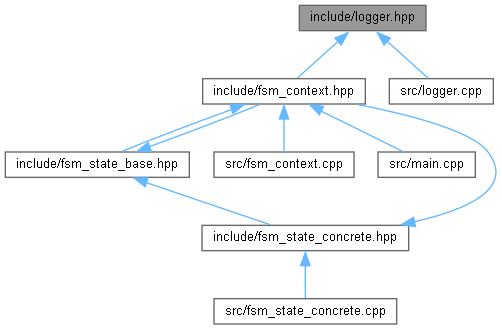 include/logger.hpp
include/fsm_context.hpp
src/logger.cpp
include/fsm_state_base.hpp
src/fsm_context.cpp
src/main.cpp
include/fsm_state_concrete.hpp
src/fsm_state_concrete.cpp